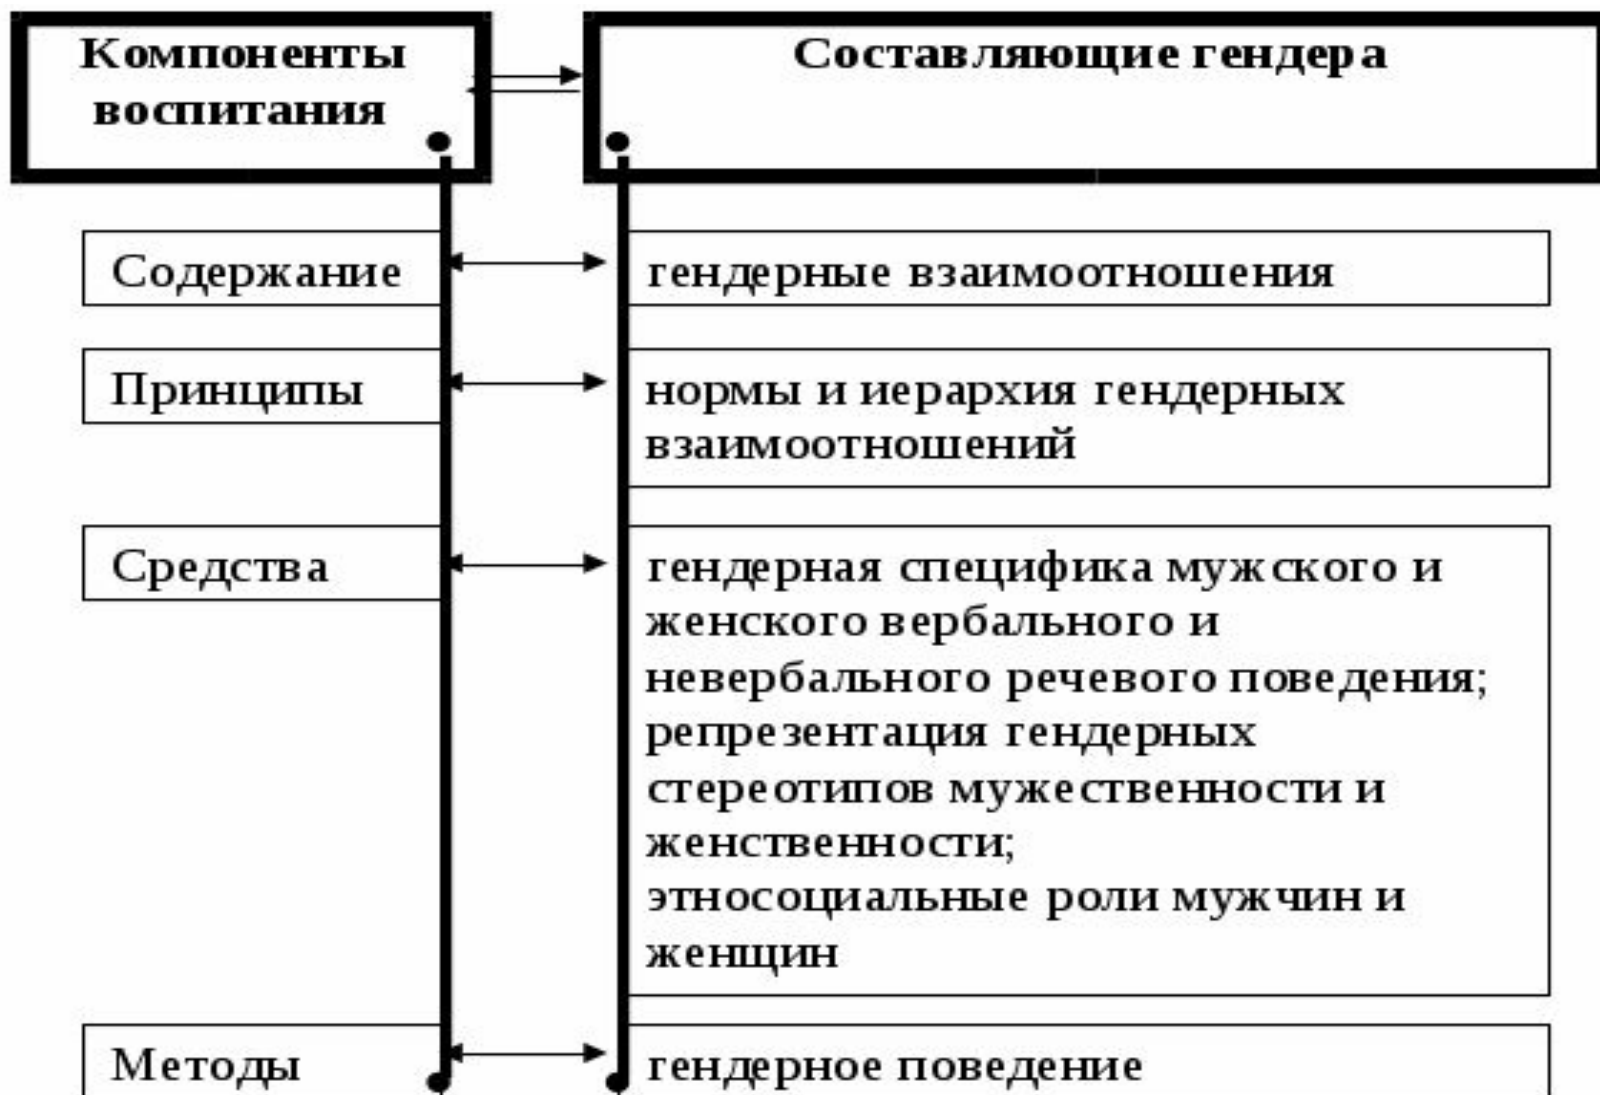 Компоненты
воспитания
Составляющие гендера
Содержание
гендерные взаимоотношения
Принципы
нормы и иерархия гендерных
взаимоотношений
Средства
гендерная специфика мужского и
женского вербального и
невербального речевого поведения;
репрезентация гендерных
стереотипов мужественности и
женственности;
этносоциальные роли мужчин и
женщин
Методы
гендерное поведение